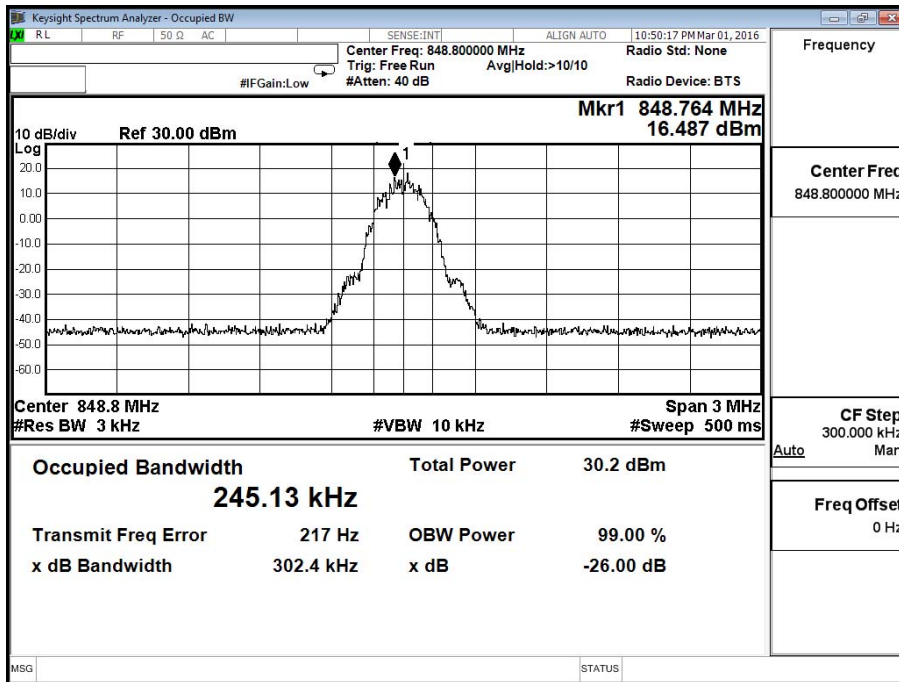 Keysight Spectrum Analyzer - Occupied BW
LXI RL RF 50 Ω AC SENSE:INT ALIGN AUTO 10:50:17 PM Mar 01, 2016
Center Freq: 848.800000 MHz Radio Std: None
Trig: Free Run Avg|Hold:>10/10
#IFGain:Low #Atten: 40 dB Radio Device: BTS
Frequency
Mkr1 848.764 MHz
16.487 dBm
10 dB/div Ref 30.00 dBm
Log
1
20.0
10.0
0.00
-10.0
-20.0
-30.0
-40.0
-50.0
-60.0
Center 848.8 MHz Span 3 MHz
#Res BW 3 kHz #VBW 10 kHz #Sweep 500 ms
Occupied Bandwidth Total Power 30.2 dBm
245.13 kHz
Transmit Freq Error 217 Hz OBW Power 99.00 %
x dB Bandwidth 302.4 kHz x dB -26.00 dB
Center Freq
848.800000 MHz
CF Step
300.000 kHz
Auto Man
Freq Offset
0 Hz
MSG STATUS